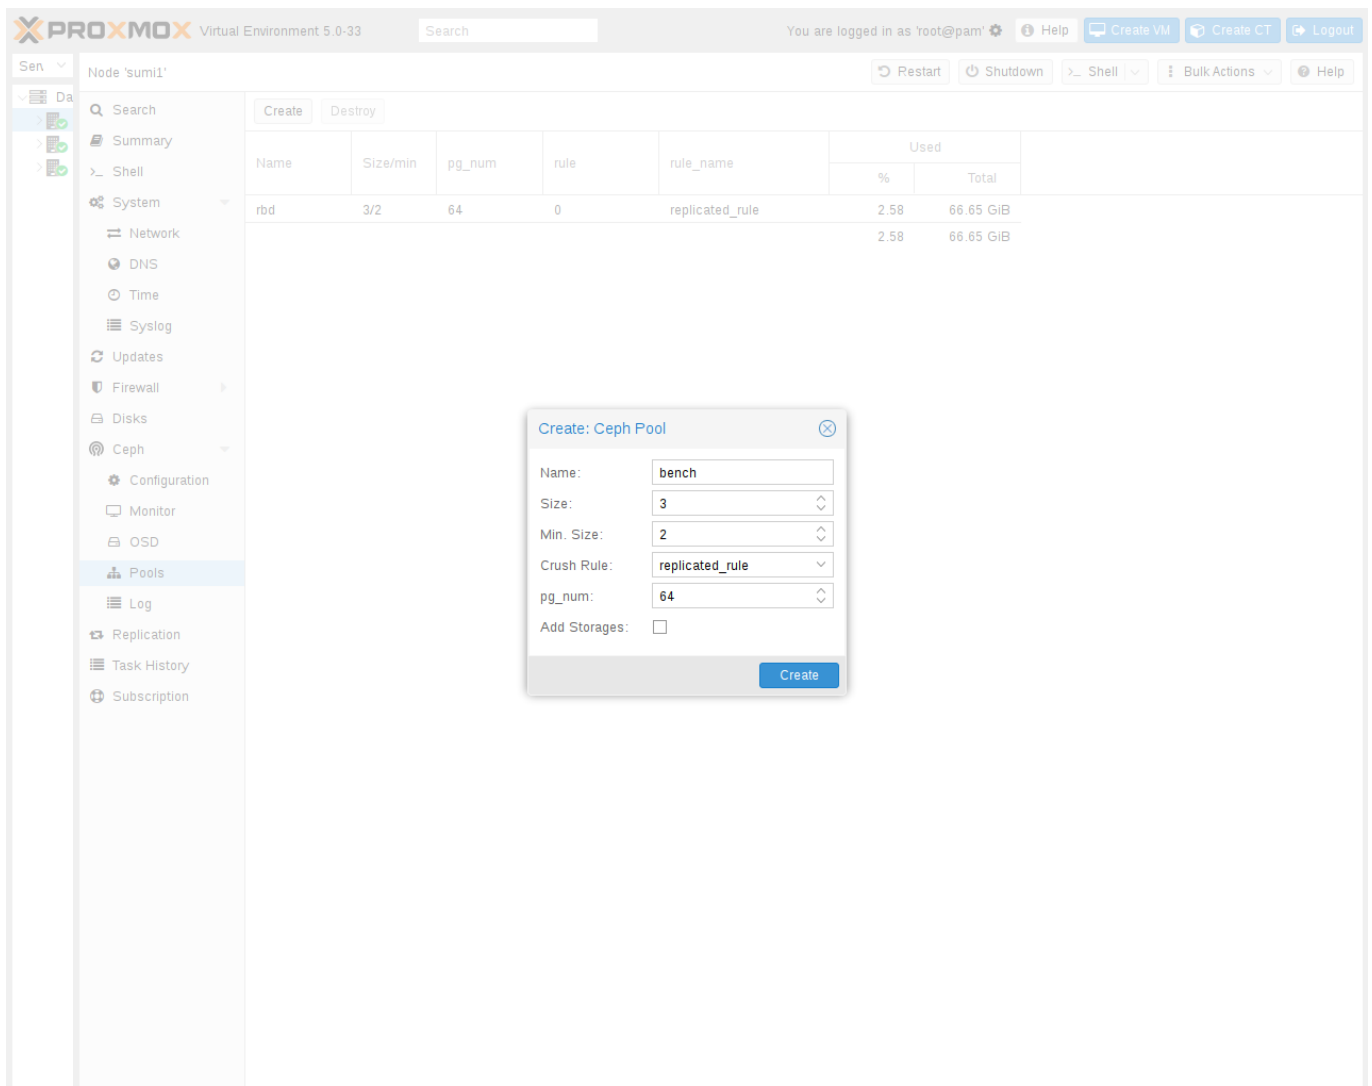 PROXMOX Virtual Environment 5.0-33 Search You are logged in as 'root@pam' Help Create VM Create CT Logout
Node 'sumi1' Restart Shutdown >_ Shell Bulk Actions Help
Da
Search
Summary
>_ Shell
System
Network
DNS
Time
Syslog
Updates
Firewall
Disks
Ceph
Configuration
Monitor
OSD
Pools
Log
Replication
Task History
Subscription
Create Destroy
Name Size/min pg_num rule rule_name Used
% Total
rbd 3/2 64 0 replicated_rule 2.58 66.65 GiB
2.58 66.65 GiB
Create: Ceph Pool
Name: bench
Size: 3
Min. Size: 2
Crush Rule: replicated_rule
pg_num: 64
Add Storages:
Create